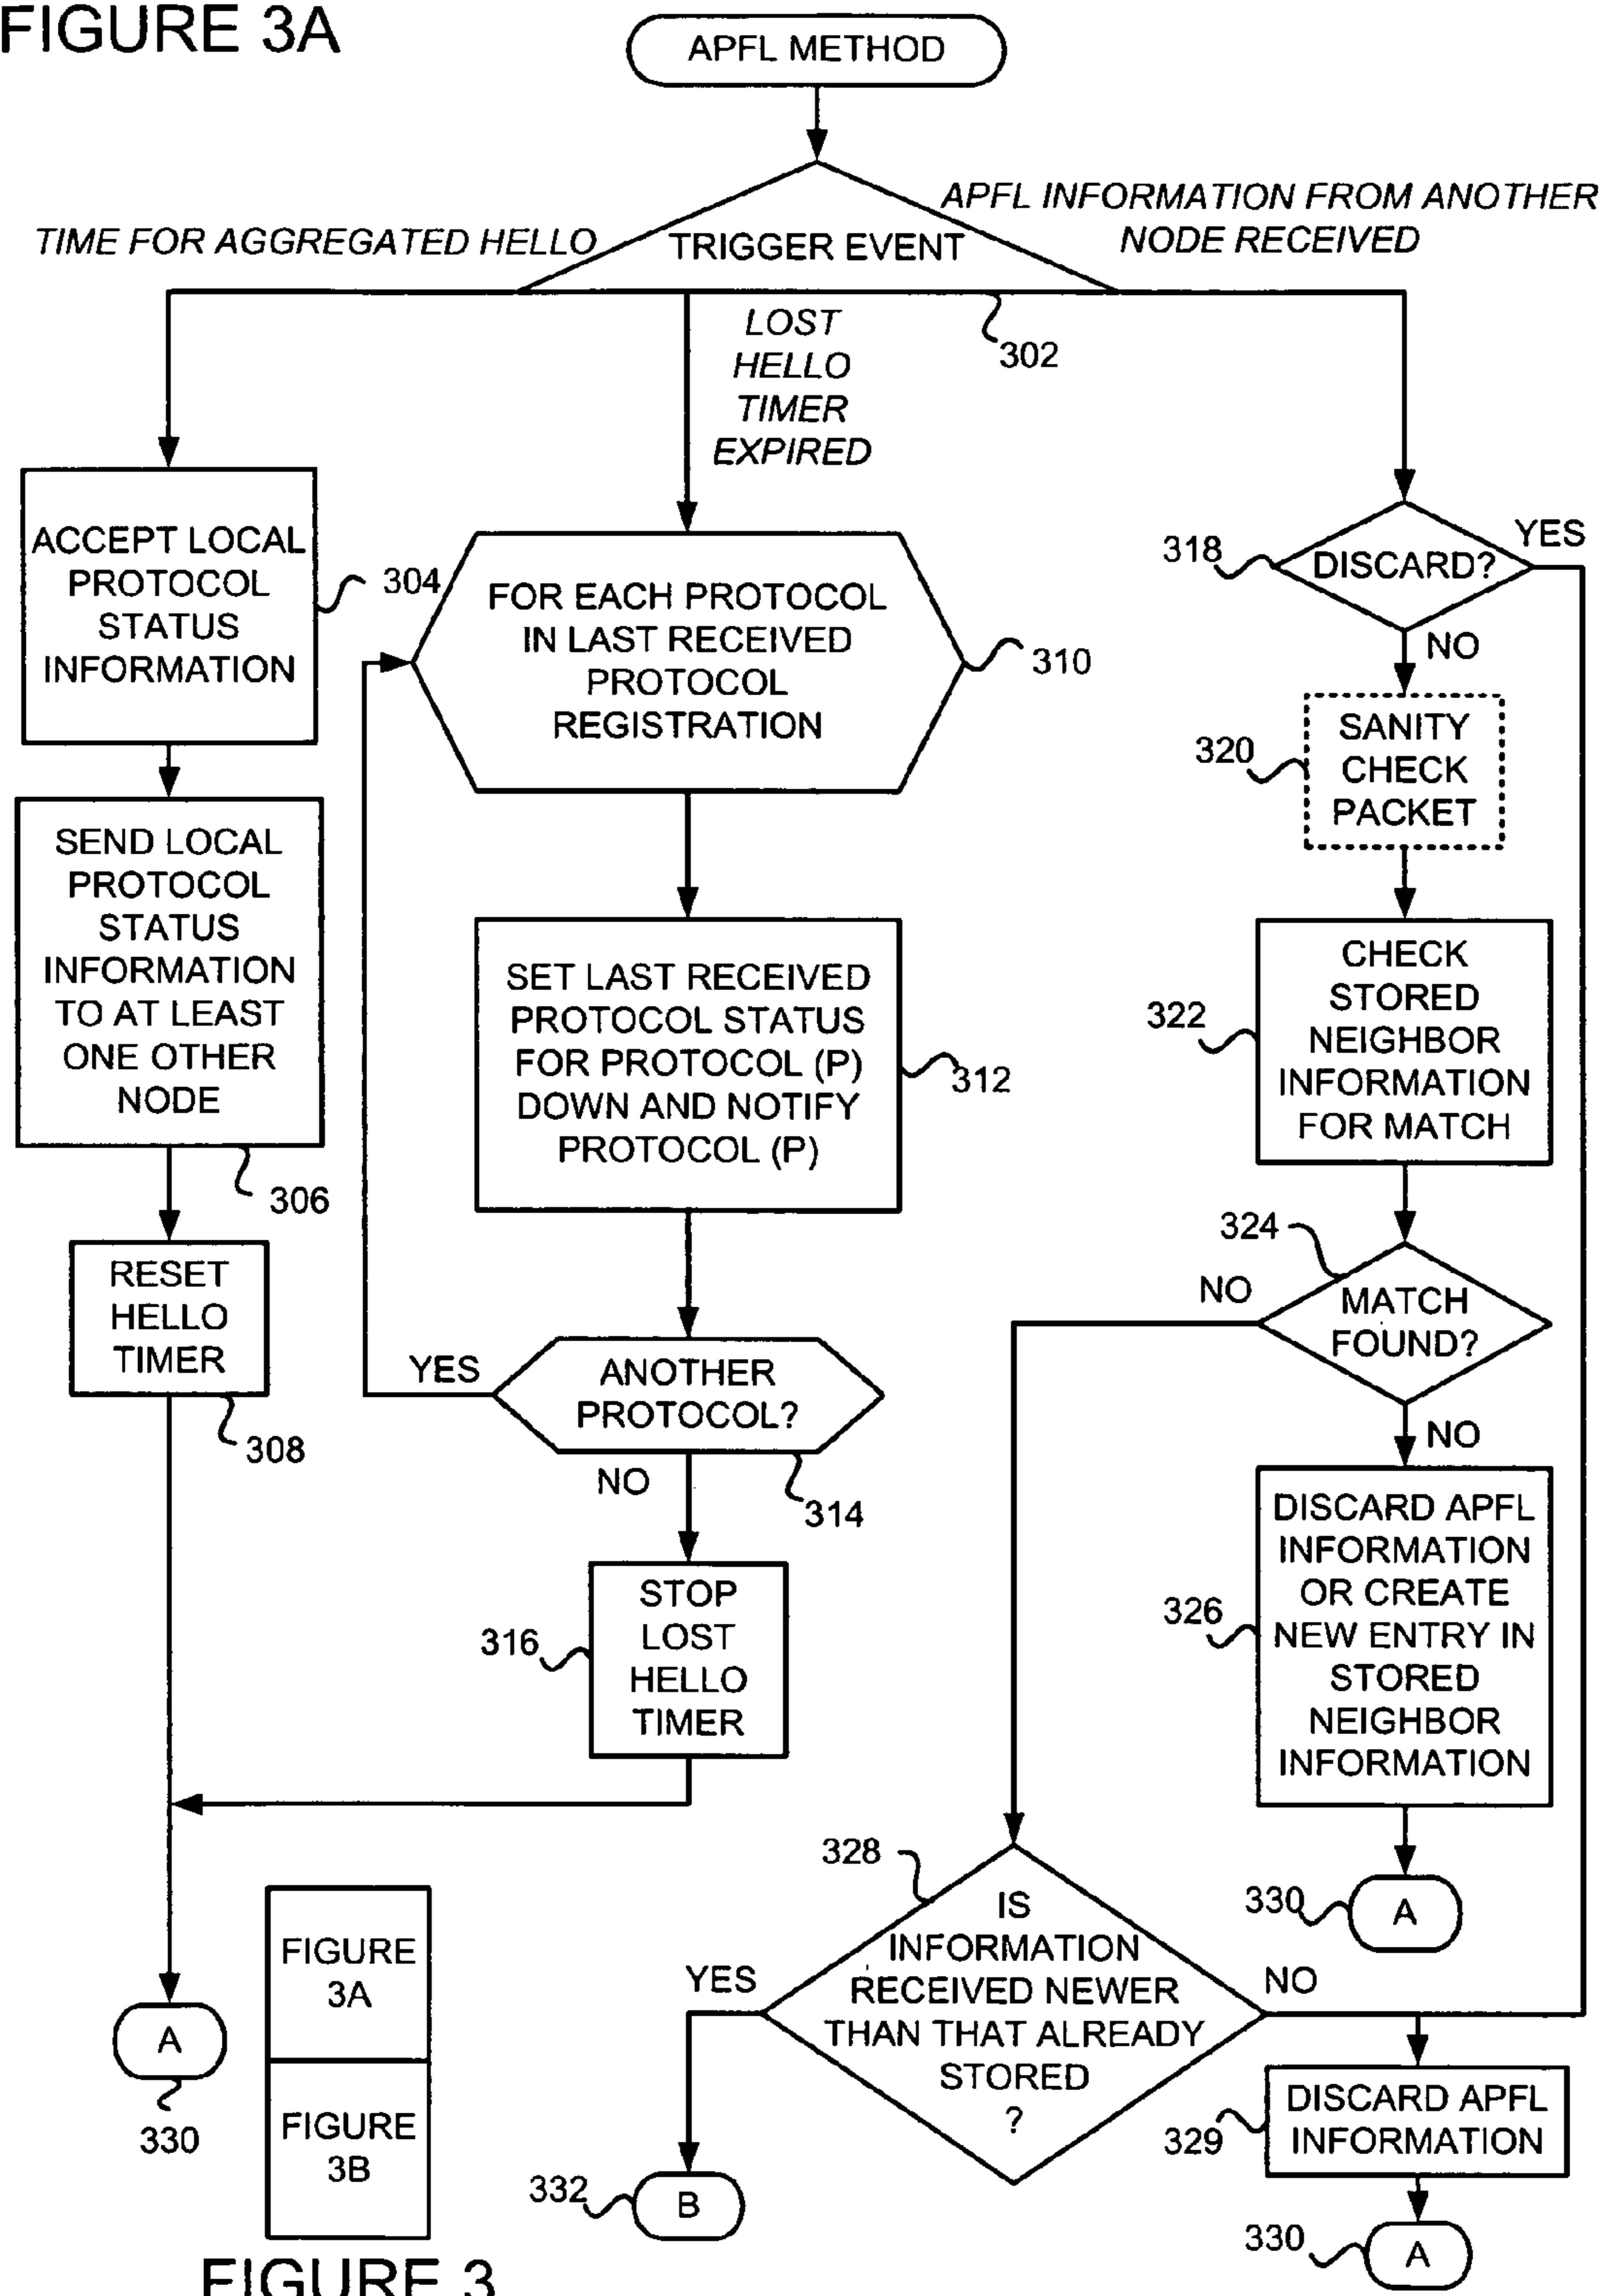 FIGURE 3A
APFL METHOD
TRIGGER EVENT
302
TIME FOR AGGREGATED HELLO
LOST
HELLO
TIMER
EXPIRED
APFL INFORMATION FROM ANOTHER
NODE RECEIVED
ACCEPT LOCAL
PROTOCOL
STATUS
INFORMATION
304
SEND LOCAL
PROTOCOL
STATUS
INFORMATION
TO AT LEAST
ONE OTHER
NODE
306
RESET
HELLO
TIMER
308
A
330
FOR EACH PROTOCOL
IN LAST RECEIVED
PROTOCOL
REGISTRATION
310
SET LAST RECEIVED
PROTOCOL STATUS
FOR PROTOCOL (P)
DOWN AND NOTIFY
PROTOCOL (P)
312
ANOTHER
PROTOCOL?
YES
NO
314
STOP
LOST
HELLO
TIMER
316
318
DISCARD?
YES
NO
320
SANITY
CHECK
PACKET
322
CHECK
STORED
NEIGHBOR
INFORMATION
FOR MATCH
324
MATCH
FOUND?
NO
NO
326
DISCARD APFL
INFORMATION
OR CREATE
NEW ENTRY IN
STORED
NEIGHBOR
INFORMATION
330
A
328
IS
INFORMATION
RECEIVED NEWER
THAN THAT ALREADY
STORED
?
YES
NO
332
B
329
DISCARD APFL
INFORMATION
330
A
FIGURE
3A
FIGURE
3B
FIGURE 3